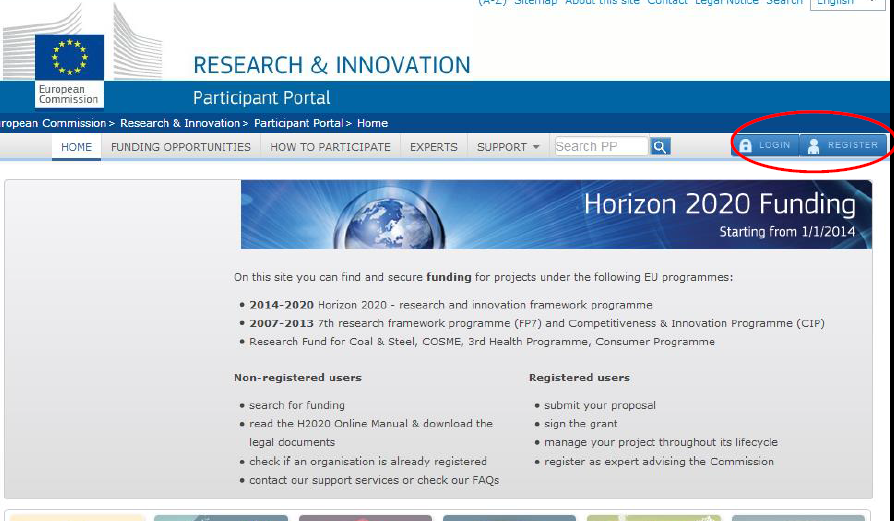 (A-Z) Sitemap About this site Contact Legal Notice Search English
European
Commission
RESEARCH & INNOVATION
Participant Portal
ropean Commission > Research & Innovation > Participant Portal > Home
HOME FUNDING OPPORTUNITIES HOW TO PARTICIPATE EXPERTS SUPPORT Search PP LOGIN REGISTER
Horizon 2020 Funding
Starting from 1/1/2014
On this site you can find and secure funding for projects under the following EU programmes:
• 2014-2020 Horizon 2020 - research and innovation framework programme
• 2007-2013 7th research framework programme (FP7) and Competitiveness & Innovation Programme (CIP)
• Research Fund for Coal & Steel, COSME, 3rd Health Programme, Consumer Programme
Non-registered users
• search for funding
• read the H2020 Online Manual & download the
legal documents
• check if an organisation is already registered
• contact our support services or check our FAQs
Registered users
• submit your proposal
• sign the grant
• manage your project throughout its lifecycle
• register as expert advising the Commission